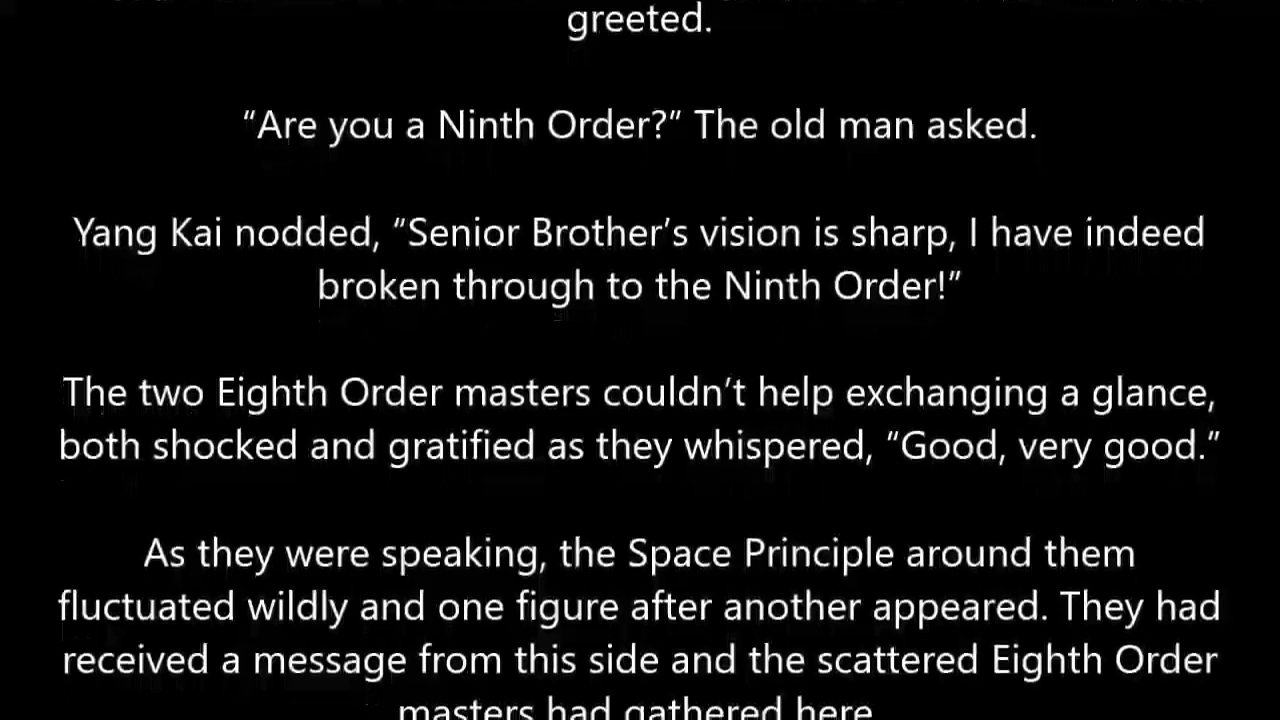 greeted.
“Are you a Ninth Order?” The old man asked.
Yang Kai nodded, “Senior Brother’s vision is sharp, I have indeed
broken through to the Ninth Order!”
The two Eighth Order masters couldn’t help exchanging a glance,
both shocked and gratified as they whispered, “Good, very good.”
As they were speaking, the Space Principle around them
fluctuated wildly and one figure after another appeared. They had
received a message from this side and the scattered Eighth Order
masters had gathered here